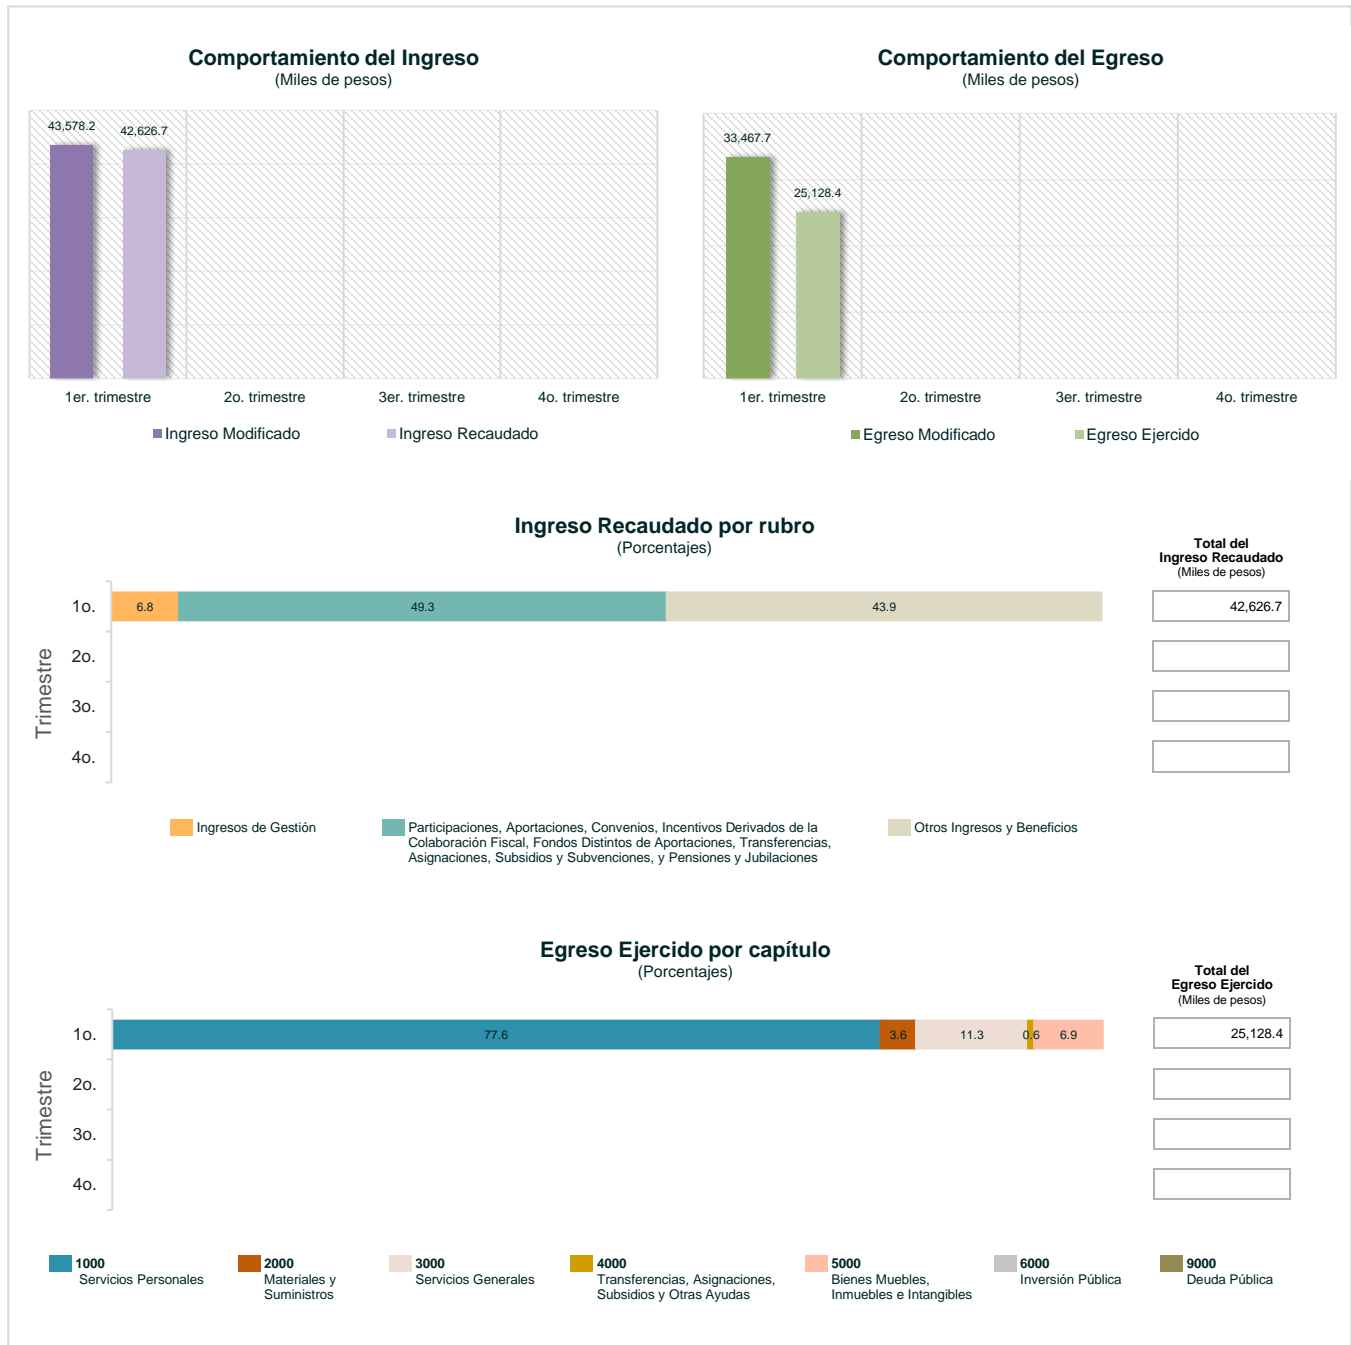 Comportamiento del Ingreso
(Miles de pesos)
43,578.2
42,626.7
1er. trimestre
2o. trimestre
3er. trimestre
4o. trimestre
Ingreso Modificado
Ingreso Recaudado
Comportamiento del Egreso
(Miles de pesos)
33,467.7
25,128.4
1er. trimestre
2o. trimestre
3er. trimestre
4o. trimestre
Egreso Modificado
Egreso Ejercido
Ingreso Recaudado por rubro
(Porcentajes)
Total del
Ingreso Recaudado
(Miles de pesos)
Trimestre
1o.
6.8
49.3
43.9
42,626.7
2o.
3o.
4o.
Ingresos de Gestión
Participaciones, Aportaciones, Convenios, Incentivos Derivados de la
Colaboración Fiscal, Fondos Distintos de Aportaciones, Transferencias,
Asignaciones, Subsidios y Subvenciones, y Pensiones y Jubilaciones
Otros Ingresos y Beneficios
Egreso Ejercido por capítulo
(Porcentajes)
Total del
Egreso Ejercido
(Miles de pesos)
Trimestre
1o.
77.6
3.6
11.3
0.6
6.9
25,128.4
2o.
3o.
4o.
1000
Servicios Personales
2000
Materiales y
Suministros
3000
Servicios Generales
4000
Transferencias, Asignaciones,
Subsidios y Otras Ayudas
5000
Bienes Muebles,
Inmuebles e Intangibles
6000
Inversión Pública
9000
Deuda Pública